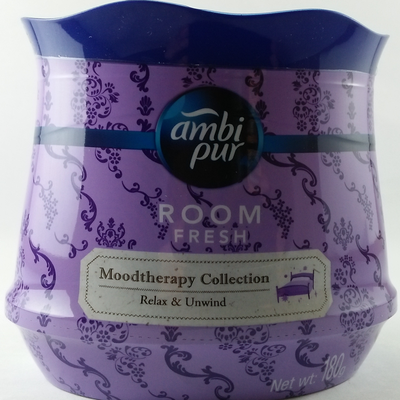 ambi
pur
ROOM
FRESH
Moodtherapy Collection
Relax & Unwind
Net wt: 180g